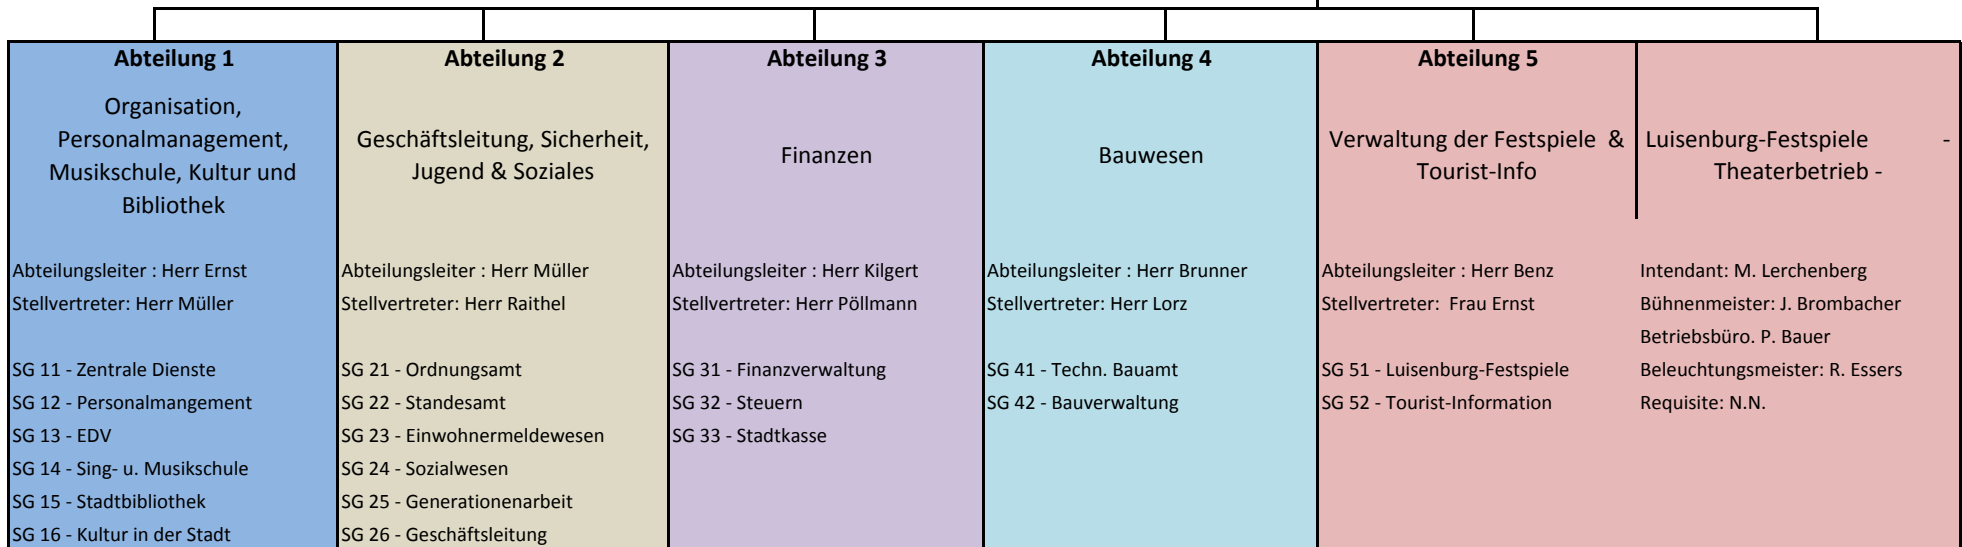 Abteilung 1
Organisation,
Personalmanagement,
Musikschule, Kultur und
Bibliothek
Abteilungsleiter : Herr Ernst
Stellvertreter: Herr Müller
SG 11 - Zentrale Dienste
SG 12 - Personalmangement
SG 13 - EDV
SG 14 - Sing- u. Musikschule
SG 15 - Stadtbibliothek
SG 16 - Kultur in der Stadt
Abteilung 2
Geschäftsleitung, Sicherheit,
Jugend & Soziales
Abteilungsleiter : Herr Müller
Stellvertreter: Herr Raithel
SG 21 - Ordnungsamt
SG 22 - Standesamt
SG 23 - Einwohnermeldewesen
SG 24 - Sozialwesen
SG 25 - Generationenarbeit
SG 26 - Geschäftsleitung
Abteilung 3
Finanzen
Abteilungsleiter : Herr Kilgert
Stellvertreter: Herr Pöllmann
SG 31 - Finanzverwaltung
SG 32 - Steuern
SG 33 - Stadtkasse
Abteilung 4
Bauwesen
Abteilungsleiter : Herr Brunner
Stellvertreter: Herr Lorz
SG 41 - Techn. Bauamt
SG 42 - Bauverwaltung
Abteilung 5
Verwaltung der Festspiele &
Tourist-Info
Abteilungsleiter : Herr Benz
Stellvertreter: Frau Ernst
SG 51 - Luisenburg-Festspiele
SG 52 - Tourist-Information
Luisenburg-Festspiele -
Theaterbetrieb -
Intendant: M. Lerchenberg
Bühnenmeister: J. Brombacher
Betriebsbüro. P. Bauer
Beleuchtungsmeister: R. Essers
Requisite: N.N.